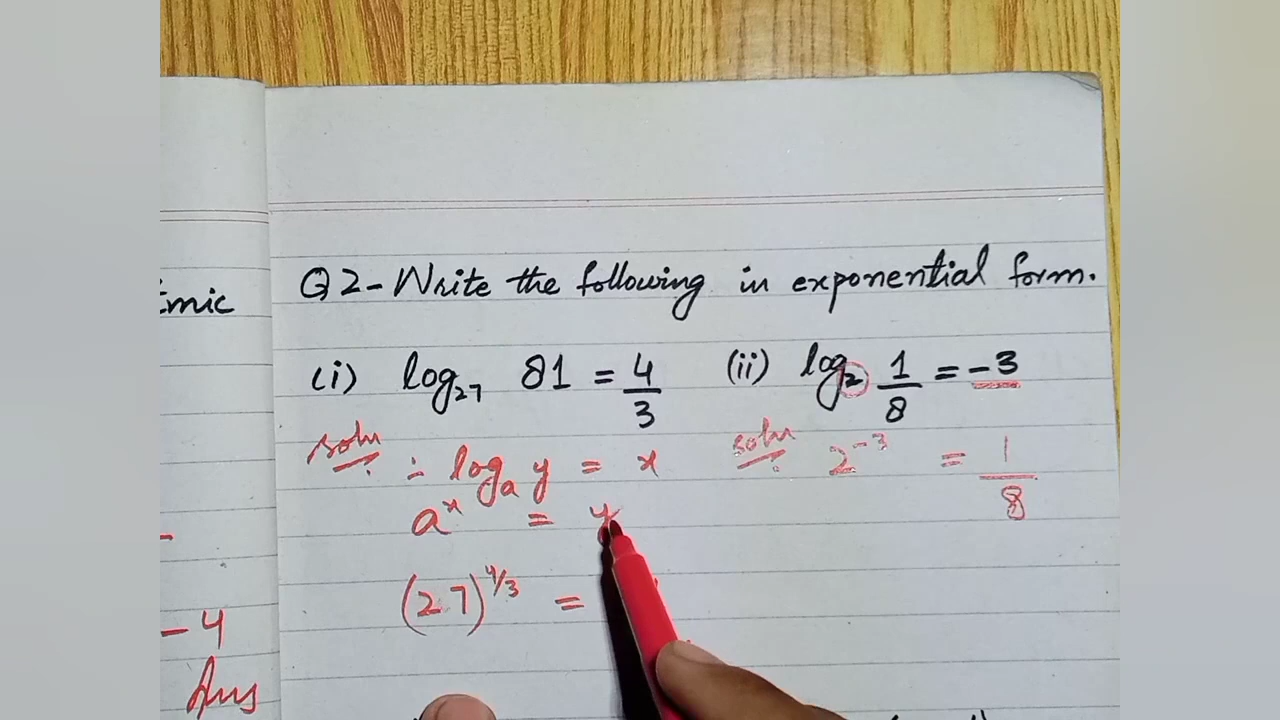 Q2-Write the following in exponential form.
(i) log₂₇ 81 = 4/3
(ii) log₂ 1/8 = -3
soln
∴ logₐ y = x
aˣ = y
(27)^4/3 =
soln
2⁻³ = 1/8
-4
Ans